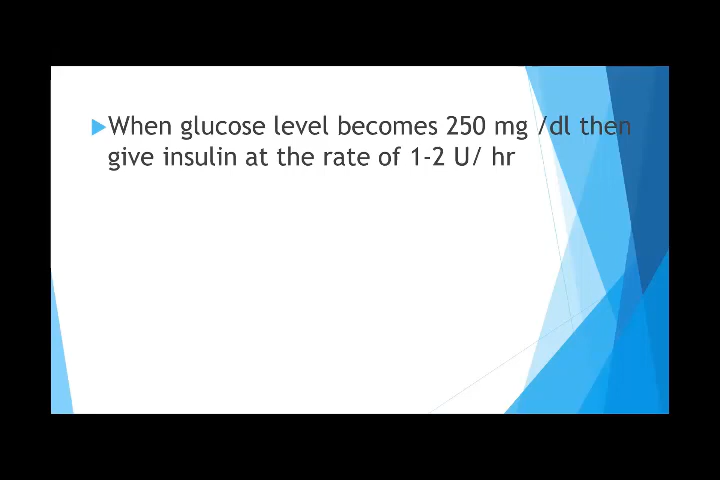 When glucose level becomes 250 mg /dl then
give insulin at the rate of 1-2 U/ hr